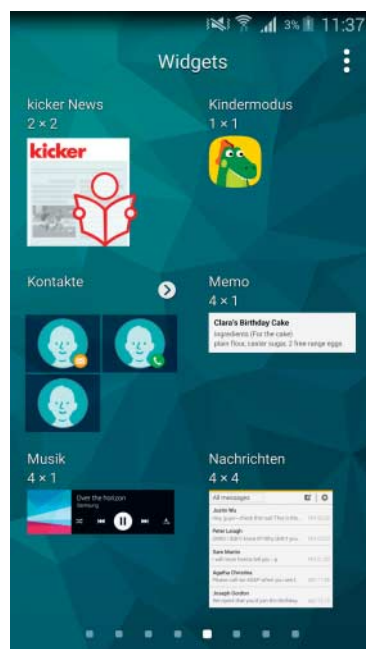 3% 11:37
Widgets
kicker News
2 × 2
kicker
Kindermodus
1 × 1
Kontakte
Memo
4 × 1
Clara's Birthday Cake
ingredients (For the cake)
plain flour, caster sugar, 2 free range eggs
Musik
4 × 1
Over the horizon
Samsung
Nachrichten
4 × 4
All messages
Justin Wu
Peter Leough
Sara Martin
Agatha Christina
Joseph Gordon